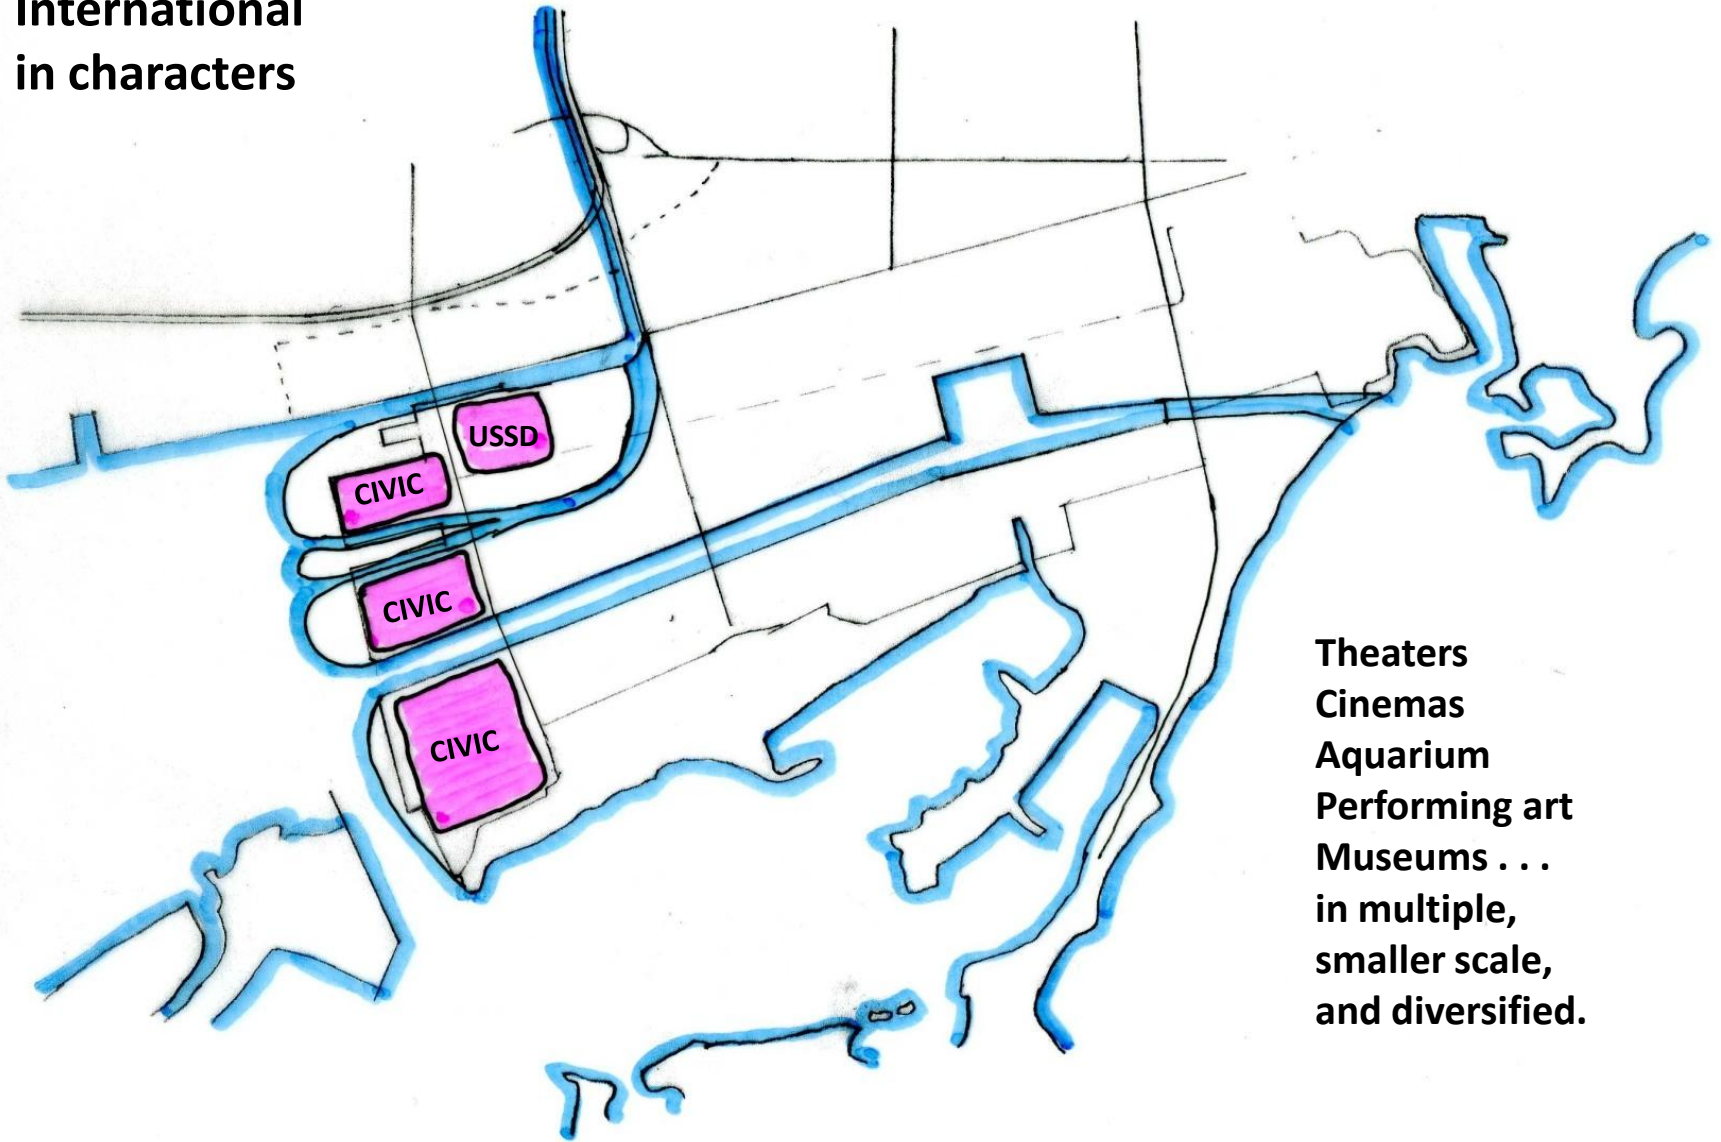 International
in characters
USSD
CIVIC
CIVIC
CIVIC
Theaters
Cinemas
Aquarium
Performing art
Museums . . .
in multiple,
smaller scale,
and diversified.